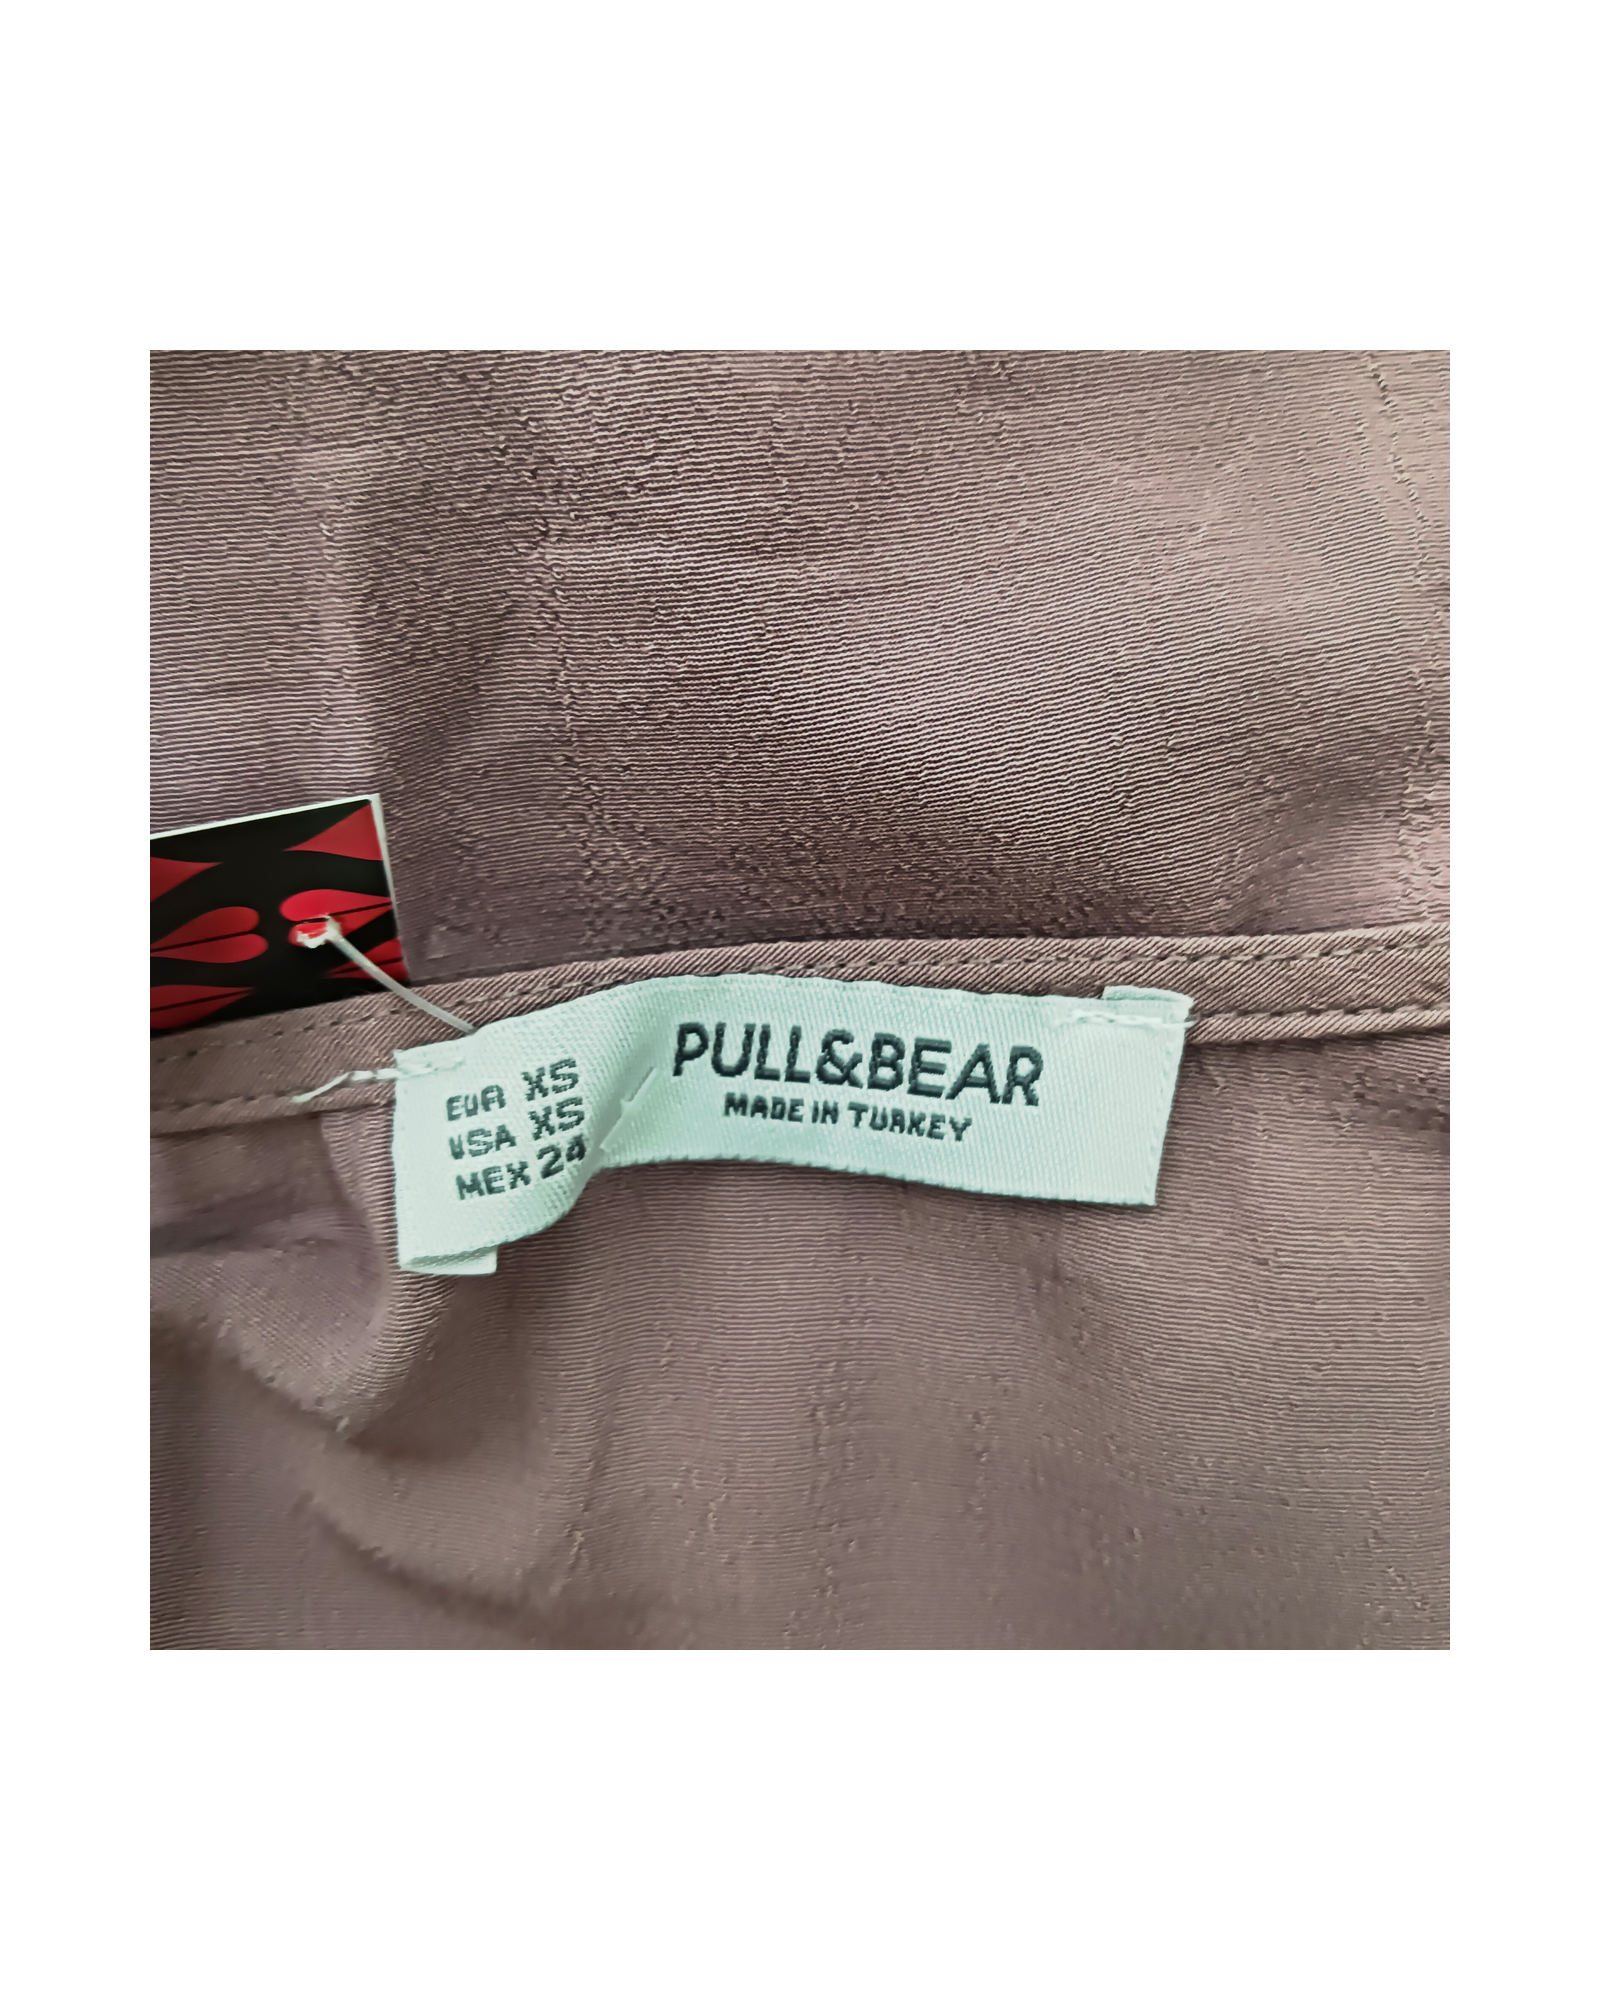 EUR XS
USA XS
MEX 24
PULL&BEAR
MADE IN TURKEY